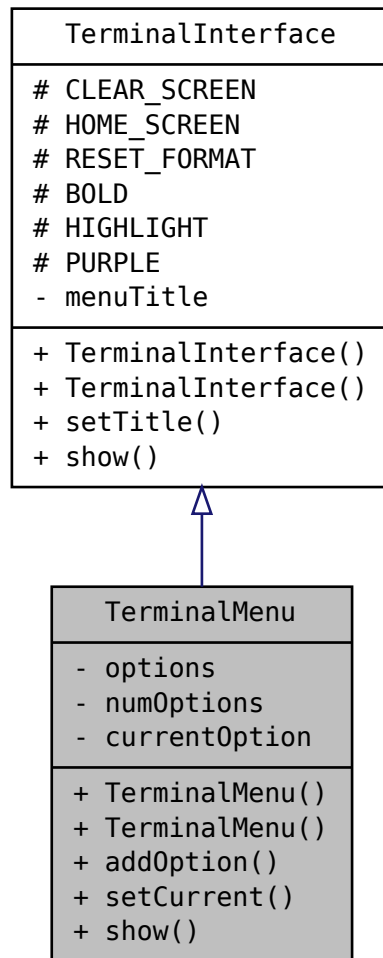 TerminalInterface
# CLEAR_SCREEN
# HOME_SCREEN
# RESET_FORMAT
# BOLD
# HIGHLIGHT
# PURPLE
- menuTitle
+ TerminalInterface()
+ TerminalInterface()
+ setTitle()
+ show()
TerminalMenu
- options
- numOptions
- currentOption
+ TerminalMenu()
+ TerminalMenu()
+ addOption()
+ setCurrent()
+ show()